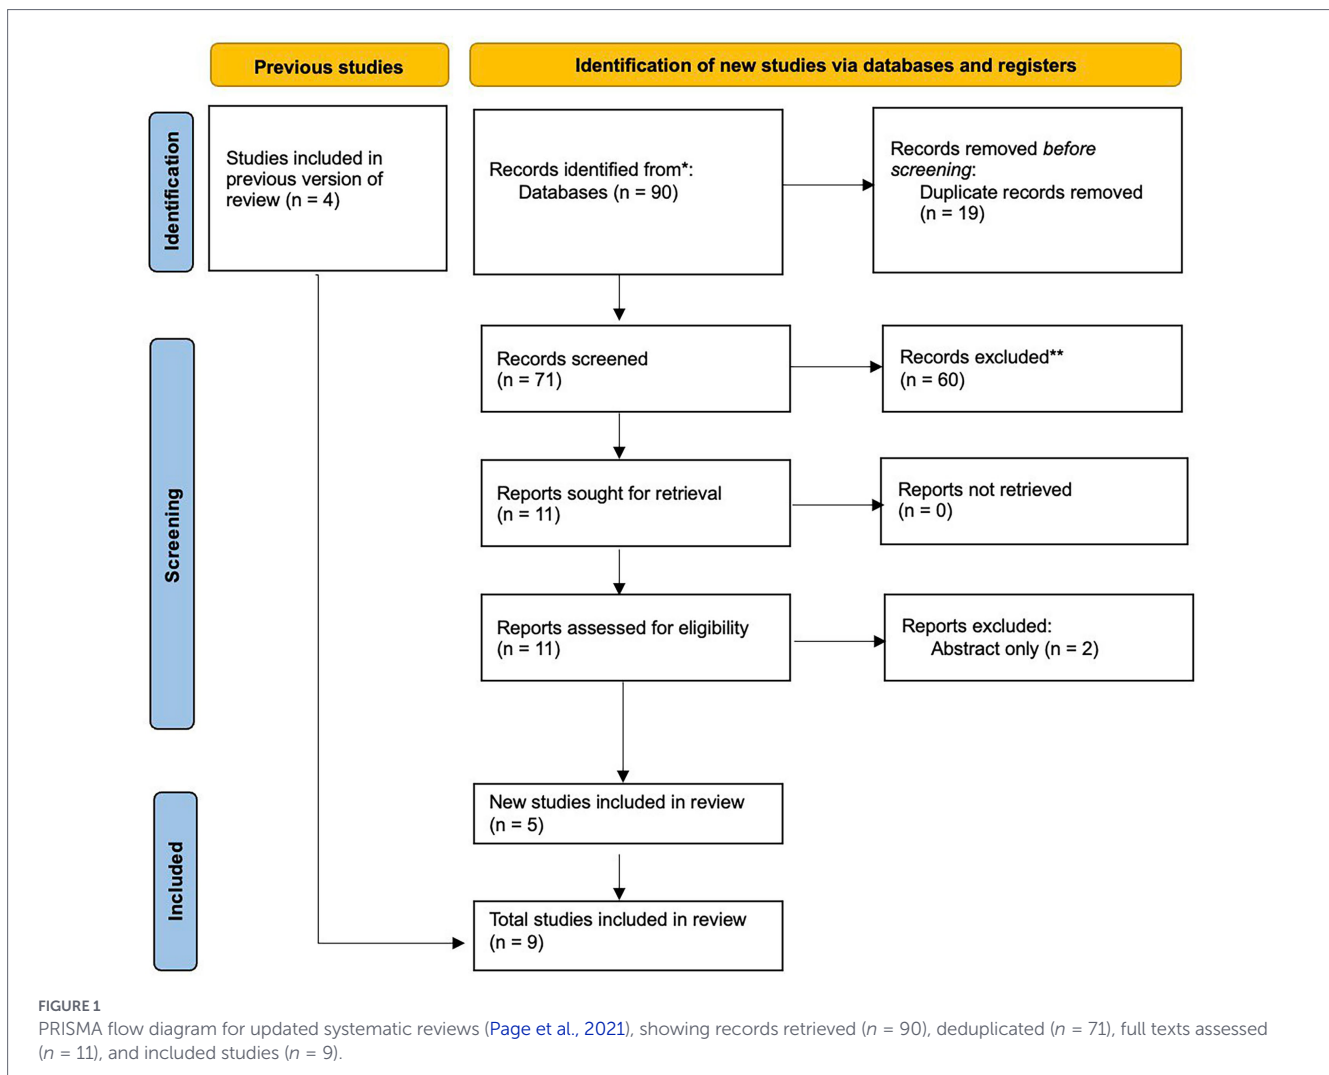 Previous studies
Identification of new studies via databases and registers
Identification
Studies included in
previous version of
review (n = 4)
Records identified from*:
Databases (n = 90)
Records removed before
screening:
Duplicate records removed
(n = 19)
Screening
Records screened
(n = 71)
Records excluded**
(n = 60)
Reports sought for retrieval
(n = 11)
Reports not retrieved
(n = 0)
Reports assessed for eligibility
(n = 11)
Reports excluded:
Abstract only (n = 2)
Included
New studies included in review
(n = 5)
Total studies included in review
(n = 9)
FIGURE 1
PRISMA flow diagram for updated systematic reviews (Page et al., 2021), showing records retrieved (n = 90), deduplicated (n = 71), full texts assessed
(n = 11), and included studies (n = 9).